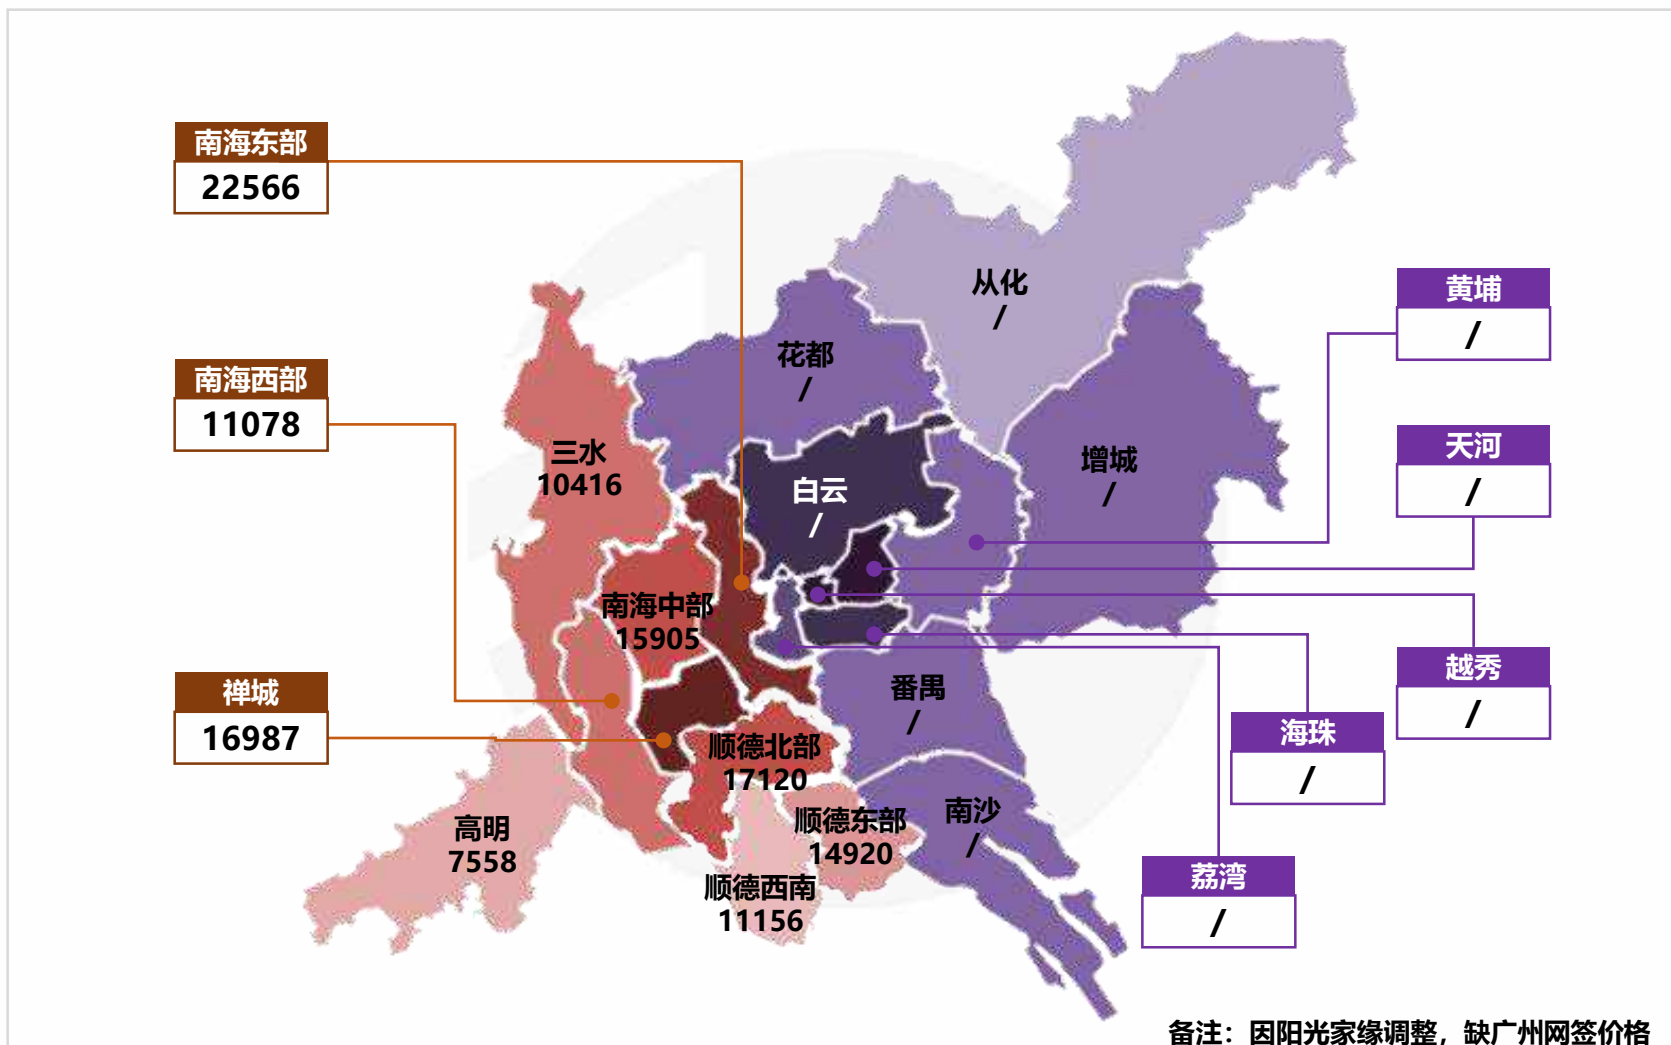 南海东部
22566
从化
/
黄埔
/
花都
/
南海西部
11078
天河
/
三水
10416
增城
/
白云
/
南海中部
15905
禅城
16987
越秀
/
番禺
/
海珠
/
顺德北部
17120
高明
7558
顺德东部
14920
南沙
/
顺德西南
11156
荔湾
/
备注：因阳光家缘调整，缺广州网签价格